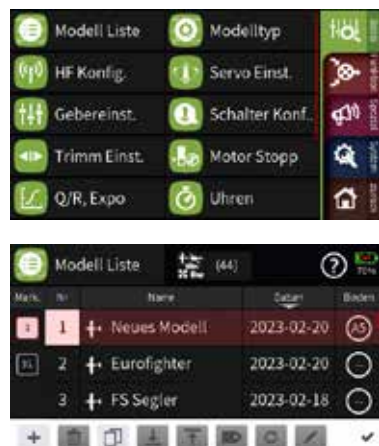 Modell Liste Modelltyp
HF Konfig. Servo Einst.
Gebereinst. Schalter Konf..
Trimm Einst. Motor Stopp
Q/R, Expo Uhren
Modell Liste (44) ?
Mark. Nr Name Datum Binden
1 Neues Modell 2023-02-20 A5
2 Eurofighter 2023-02-20
3 FS Segler 2023-02-18